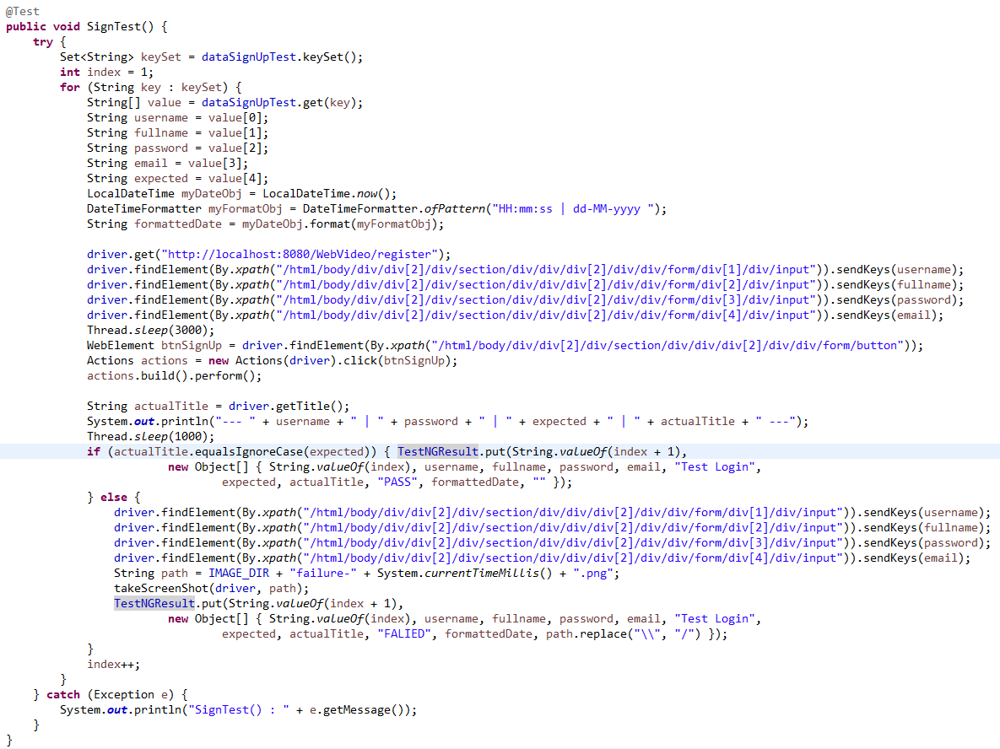 @Test
public void SignTest() {
    try {
        Set<String> keySet = dataSignUpTest.keySet();
        int index = 1;
        for (String key : keySet) {
            String[] value = dataSignUpTest.get(key);
            String username = value[0];
            String fullname = value[1];
            String password = value[2];
            String email = value[3];
            String expected = value[4];
            LocalDateTime myDateObj = LocalDateTime.now();
            DateTimeFormatter myFormatObj = DateTimeFormatter.ofPattern("HH:mm:ss | dd-MM-yyyy ");
            String formattedDate = myDateObj.format(myFormatObj);

            driver.get("http://localhost:8080/WebVideo/register");
            driver.findElement(By.xpath("/html/body/div/div[2]/div/section/div/div/div[2]/div/div/form/div[1]/div/input")).sendKeys(username);
            driver.findElement(By.xpath("/html/body/div/div[2]/div/section/div/div/div[2]/div/div/form/div[2]/div/input")).sendKeys(fullname);
            driver.findElement(By.xpath("/html/body/div/div[2]/div/section/div/div/div[2]/div/div/form/div[3]/div/input")).sendKeys(password);
            driver.findElement(By.xpath("/html/body/div/div[2]/div/section/div/div/div[2]/div/div/form/div[4]/div/input")).sendKeys(email);
            Thread.sleep(3000);
            WebElement btnSignUp = driver.findElement(By.xpath("/html/body/div/div[2]/div/section/div/div/div[2]/div/div/form/button"));
            Actions actions = new Actions(driver).click(btnSignUp);
            actions.build().perform();

            String actualTitle = driver.getTitle();
            System.out.println("--- " + username + " | " + password + " | " + expected + " | " + actualTitle + " ---");
            Thread.sleep(1000);
            if (actualTitle.equalsIgnoreCase(expected)) { TestNGResult.put(String.valueOf(index + 1),
                        new Object[] { String.valueOf(index), username, fullname, password, email, "Test Login",
                                expected, actualTitle, "PASS", formattedDate, "" });
            } else {
                driver.findElement(By.xpath("/html/body/div/div[2]/div/section/div/div/div[2]/div/div/form/div[1]/div/input")).sendKeys(username);
                driver.findElement(By.xpath("/html/body/div/div[2]/div/section/div/div/div[2]/div/div/form/div[2]/div/input")).sendKeys(fullname);
                driver.findElement(By.xpath("/html/body/div/div[2]/div/section/div/div/div[2]/div/div/form/div[3]/div/input")).sendKeys(password);
                driver.findElement(By.xpath("/html/body/div/div[2]/div/section/div/div/div[2]/div/div/form/div[4]/div/input")).sendKeys(email);
                String path = IMAGE_DIR + "failure-" + System.currentTimeMillis() + ".png";
                takeScreenShot(driver, path);
                TestNGResult.put(String.valueOf(index + 1),
                        new Object[] { String.valueOf(index), username, fullname, password, email, "Test Login",
                                expected, actualTitle, "FALIED", formattedDate, path.replace("\\", "/") });
            }
            index++;
        }
    } catch (Exception e) {
        System.out.println("SignTest() : " + e.getMessage());
    }
}